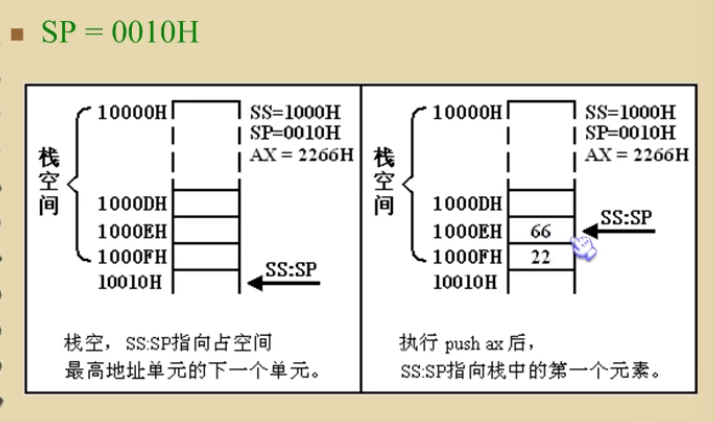 SP = 0010H
10000H
SS=1000H
SP=0010H
AX = 2266H
栈空间
1000DH
1000EH
1000FH
10010H
SS:SP
栈空，SS:SP指向占空间
最高地址单元的下一个单元。
10000H
SS=1000H
SP=0010H
AX = 2266H
栈空间
1000DH
1000EH 66
SS:SP
1000FH 22
10010H
执行 push ax 后，
SS:SP指向栈中的第一个元素。